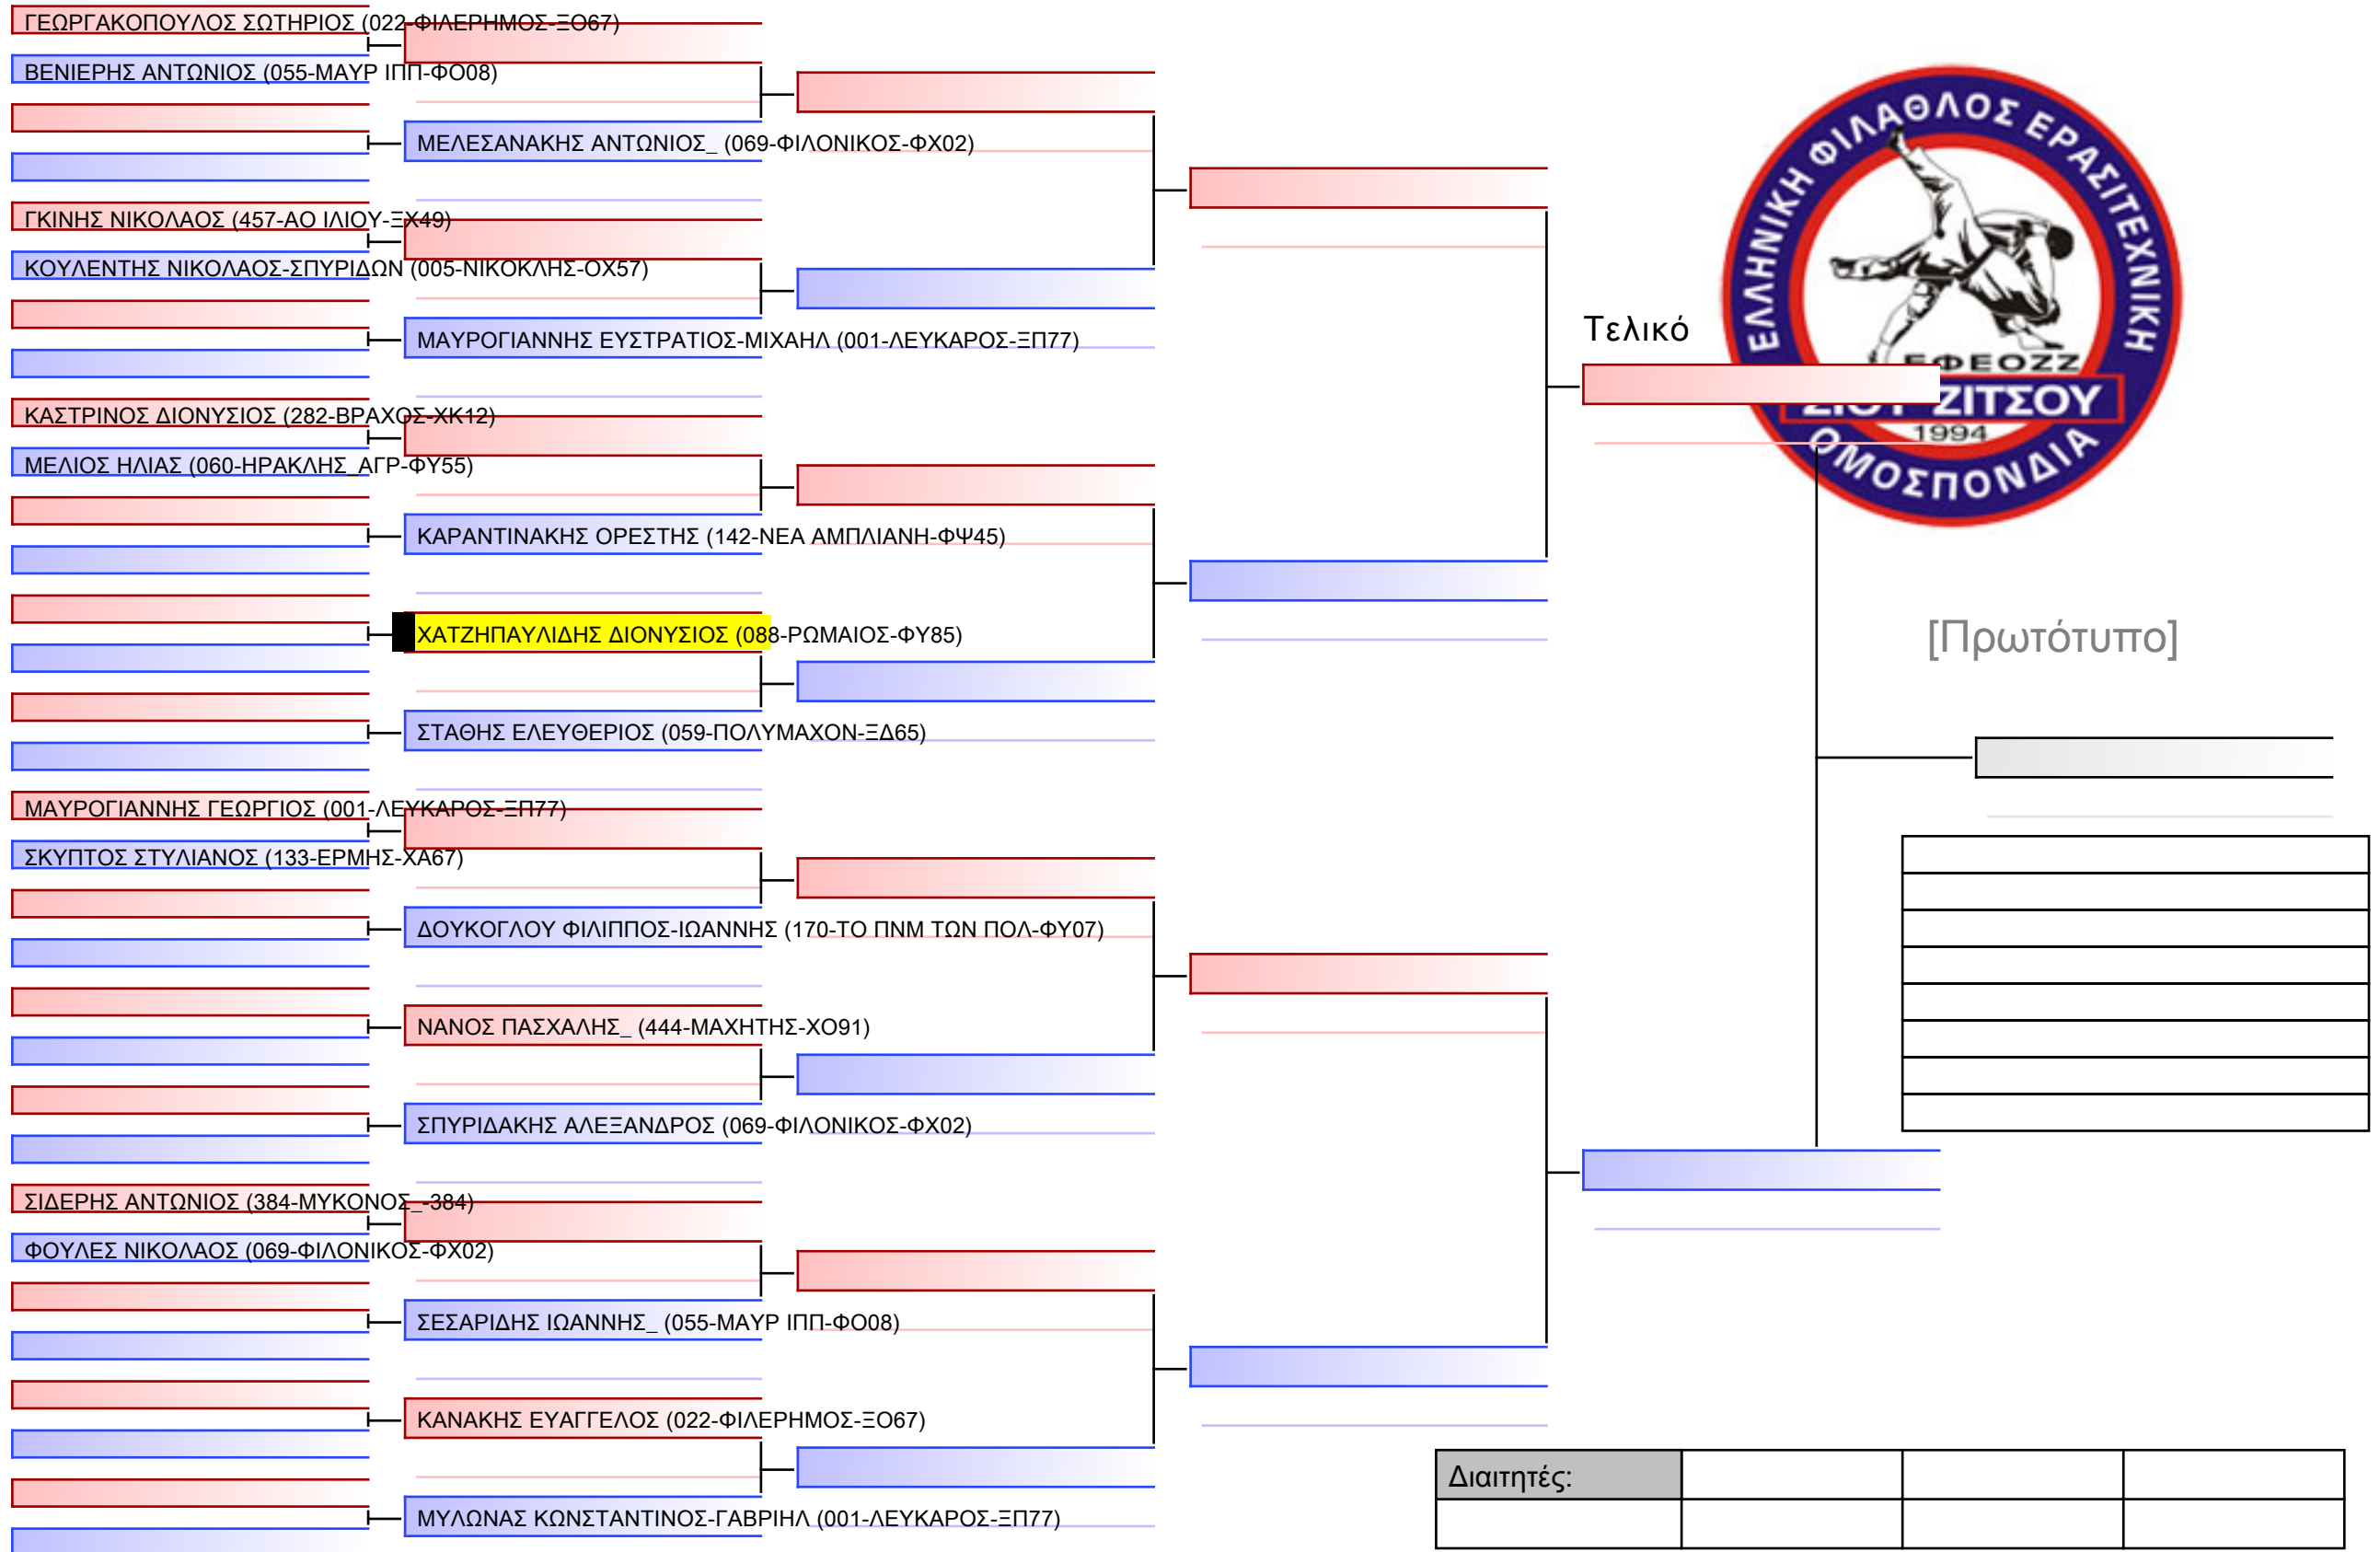 ΓΕΩΡΓΑΚΟΠΟΥΛΟΣ ΣΩΤΗΡΙΟΣ (022-ΦΙΛΕΡΗΜΟΣ-ΞΟ67)
ΒΕΝΙΕΡΗΣ ΑΝΤΩΝΙΟΣ (055-ΜΑΥΡ ΙΠΠ-ΦΟ08)
ΜΕΛΕΣΑΝΑΚΗΣ ΑΝΤΩΝΙΟΣ_ (069-ΦΙΛΟΝΙΚΟΣ-ΦΧ02)
ΓΚΙΝΗΣ ΝΙΚΟΛΑΟΣ (457-ΑΟ ΙΛΙΟΥ-ΞΧ49)
ΚΟΥΛΕΝΤΗΣ ΝΙΚΟΛΑΟΣ-ΣΠΥΡΙΔΩΝ (005-ΝΙΚΟΚΛΗΣ-ΟΧ57)
ΜΑΥΡΟΓΙΑΝΝΗΣ ΕΥΣΤΡΑΤΙΟΣ-ΜΙΧΑΗΛ (001-ΛΕΥΚΑΡΟΣ-ΞΠ77)
ΚΑΣΤΡΙΝΟΣ ΔΙΟΝΥΣΙΟΣ (282-ΒΡΑΧΟΣ-ΧΚ12)
ΜΕΛΙΟΣ ΗΛΙΑΣ (060-ΗΡΑΚΛΗΣ_ΑΓΡ-ΦΥ55)
ΚΑΡΑΝΤΙΝΑΚΗΣ ΟΡΕΣΤΗΣ (142-ΝΕΑ ΑΜΠΛΙΑΝΗ-ΦΨ45)
ΧΑΤΖΗΠΑΥΛΙΔΗΣ ΔΙΟΝΥΣΙΟΣ (088-ΡΩΜΑΙΟΣ-ΦΥ85)
ΣΤΑΘΗΣ ΕΛΕΥΘΕΡΙΟΣ (059-ΠΟΛΥΜΑΧΟΝ-ΞΔ65)
ΜΑΥΡΟΓΙΑΝΝΗΣ ΓΕΩΡΓΙΟΣ (001-ΛΕΥΚΑΡΟΣ-ΞΠ77)
ΣΚΥΠΤΟΣ ΣΤΥΛΙΑΝΟΣ (133-ΕΡΜΗΣ-ΧΑ67)
ΔΟΥΚΟΓΛΟΥ ΦΙΛΙΠΠΟΣ-ΙΩΑΝΝΗΣ (170-ΤΟ ΠΝΜ ΤΩΝ ΠΟΛ-ΦΥ07)
ΝΑΝΟΣ ΠΑΣΧΑΛΗΣ_ (444-ΜΑΧΗΤΗΣ-ΧΟ91)
ΣΠΥΡΙΔΑΚΗΣ ΑΛΕΞΑΝΔΡΟΣ (069-ΦΙΛΟΝΙΚΟΣ-ΦΧ02)
ΣΙΔΕΡΗΣ ΑΝΤΩΝΙΟΣ (384-ΜΥΚΟΝΟΣ_-384)
ΦΟΥΛΕΣ ΝΙΚΟΛΑΟΣ (069-ΦΙΛΟΝΙΚΟΣ-ΦΧ02)
ΣΕΣΑΡΙΔΗΣ ΙΩΑΝΝΗΣ_ (055-ΜΑΥΡ ΙΠΠ-ΦΟ08)
ΚΑΝΑΚΗΣ ΕΥΑΓΓΕΛΟΣ (022-ΦΙΛΕΡΗΜΟΣ-ΞΟ67)
ΜΥΛΩΝΑΣ ΚΩΝΣΤΑΝΤΙΝΟΣ-ΓΑΒΡΙΗΛ (001-ΛΕΥΚΑΡΟΣ-ΞΠ77)
Τελικό
ΕΛΛΗΝΙΚΗ ΦΙΛΑΘΛΟΣ ΕΡΑΣΙΤΕΧΝΙΚΗ
ΕΦΕΟΖΖ
ΖΙΟΥ ΖΙΤΣΟΥ
1994
ΟΜΟΣΠΟΝΔΙΑ
[Πρωτότυπο]
Διαιτητές: